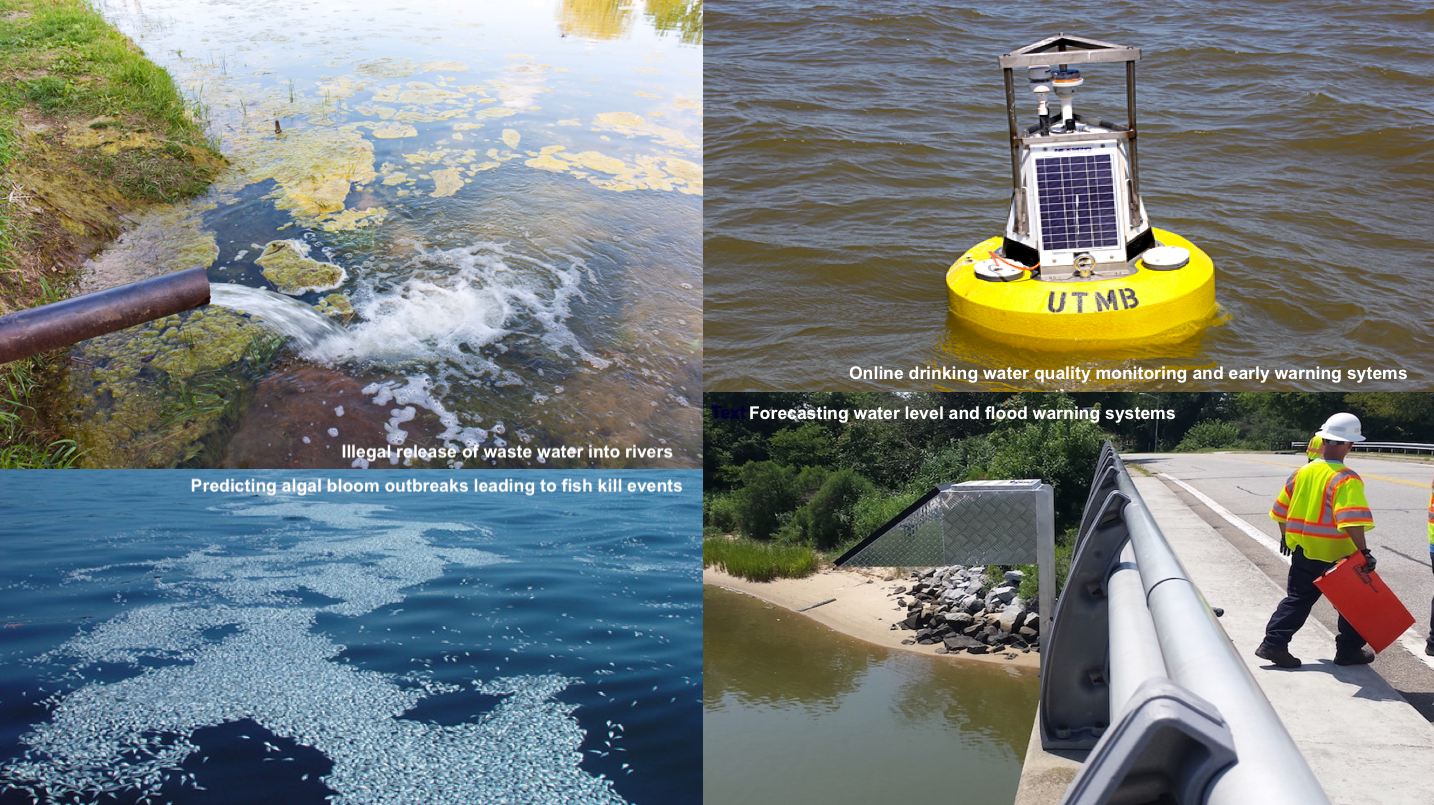 Illegal release of waste water into rivers
UTMB
Online drinking water quality monitoring and early warning sytems
Predicting algal bloom outbreaks leading to fish kill events
Text Forecasting water level and flood warning systems